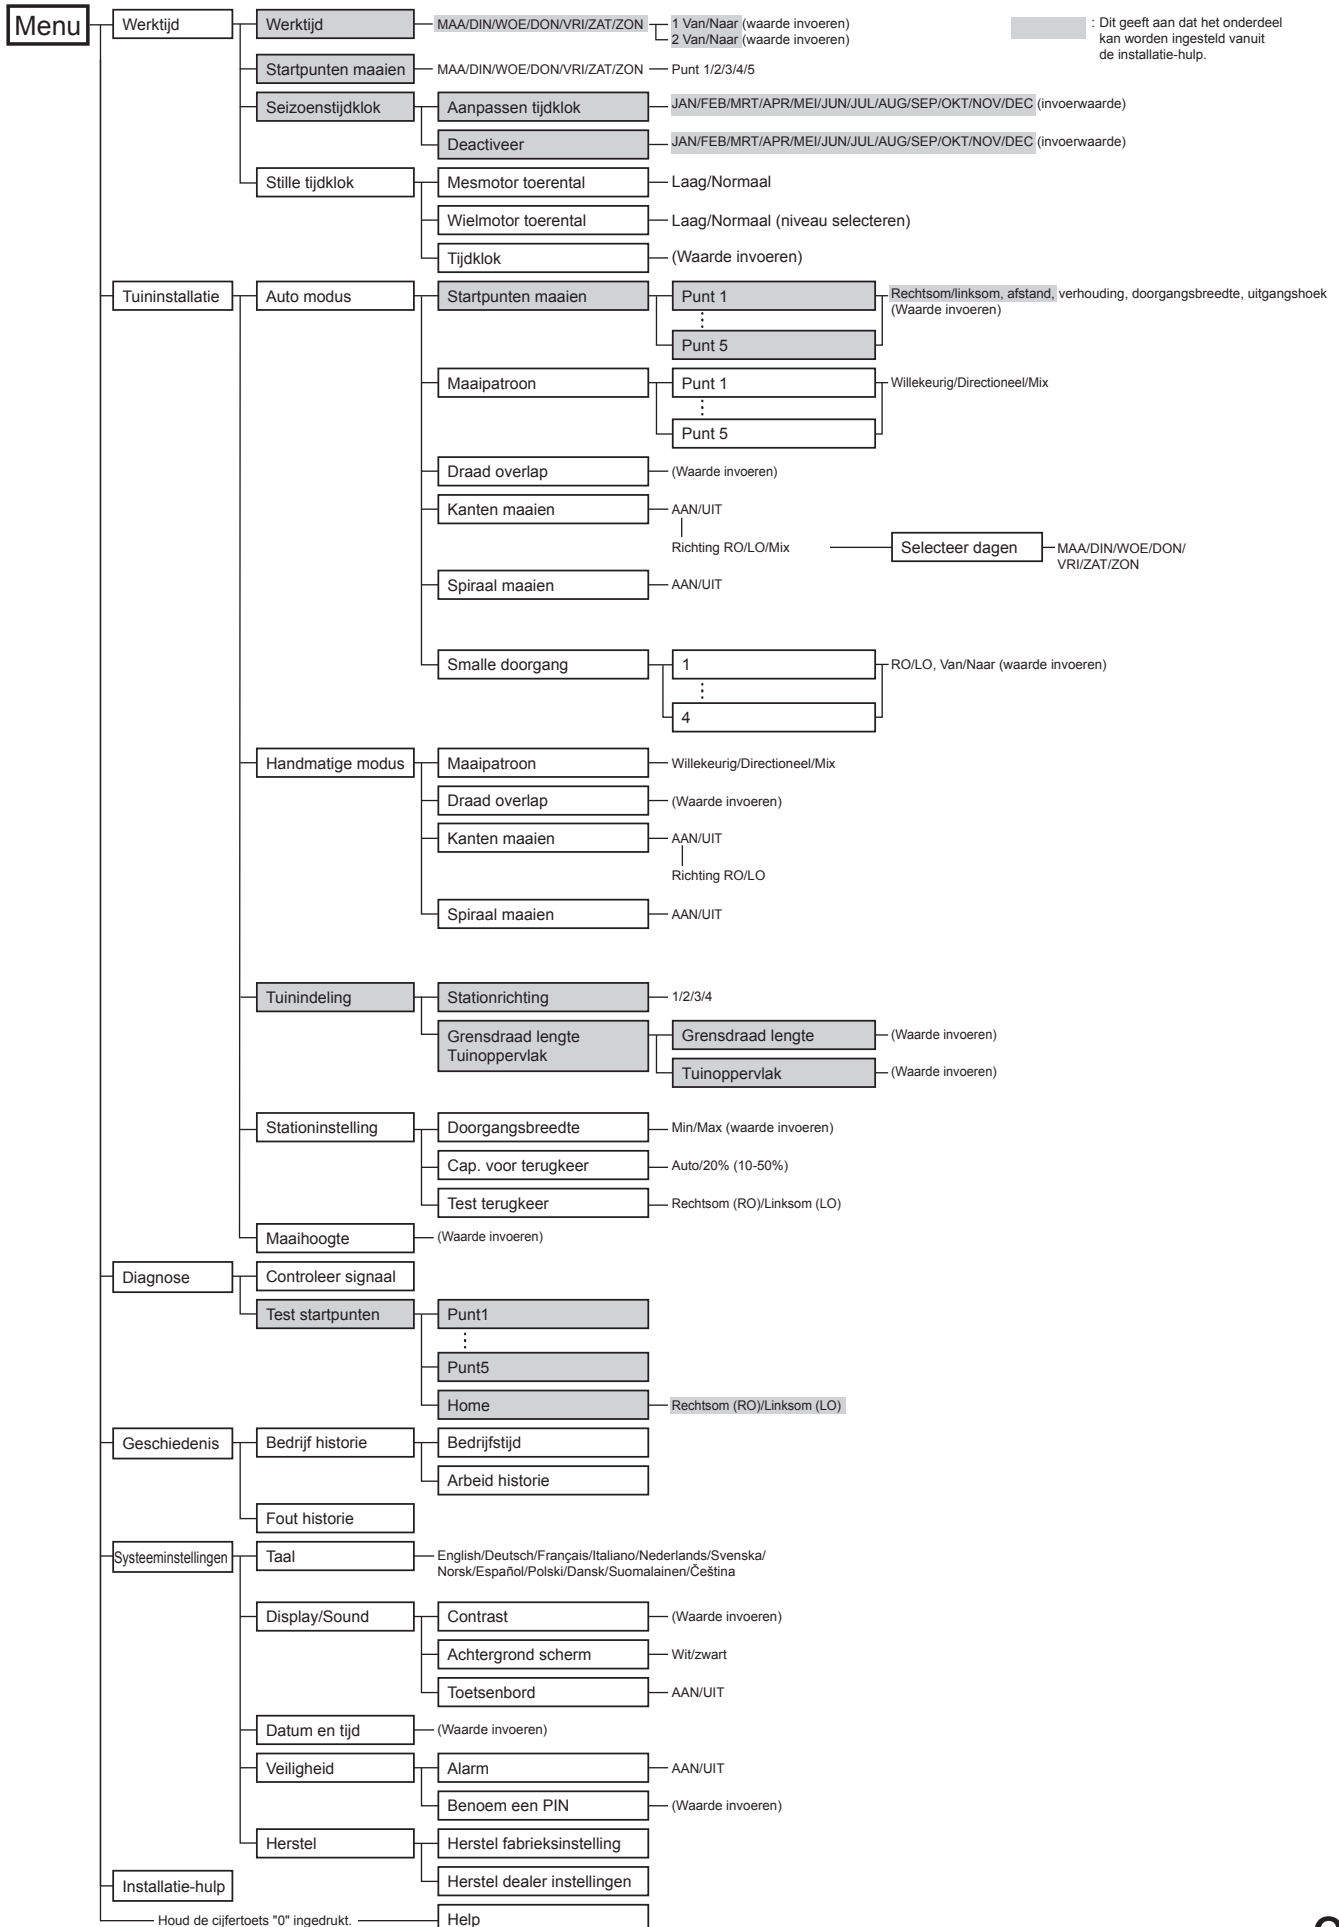 Menu
Werktijd
Werktijd
MAA/DIN/WOE/DON/VRI/ZAT/ZON
1 Van/Naar (waarde invoeren)
2 Van/Naar (waarde invoeren)
: Dit geeft aan dat het onderdeel
kan worden ingesteld vanuit
de installatie-hulp.
Startpunten maaien
MAA/DIN/WOE/DON/VRI/ZAT/ZON
Punt 1/2/3/4/5
Seizoenstijdklok
Aanpassen tijdklok
JAN/FEB/MRT/APR/MEI/JUN/JUL/AUG/SEP/OKT/NOV/DEC (invoerwaarde)
Deactiveer
JAN/FEB/MRT/APR/MEI/JUN/JUL/AUG/SEP/OKT/NOV/DEC (invoerwaarde)
Stille tijdklok
Mesmotor toerental
Laag/Normaal
Wielmotor toerental
Laag/Normaal (niveau selecteren)
Tijdklok
(Waarde invoeren)
Tuininstallatie
Auto modus
Startpunten maaien
Punt 1
Rechtsom/linksom, afstand, verhouding, doorgangsbreedte, uitgangshoek
(Waarde invoeren)
Punt 5
Maaipatroon
Punt 1
Willekeurig/Directioneel/Mix
Punt 5
Draad overlap
(Waarde invoeren)
Kanten maaien
AAN/UIT
Richting RO/LO/Mix
Selecteer dagen
MAA/DIN/WOE/DON/
VRI/ZAT/ZON
Spiraal maaien
AAN/UIT
Smalle doorgang
1
RO/LO, Van/Naar (waarde invoeren)
4
Handmatige modus
Maaipatroon
Willekeurig/Directioneel/Mix
Draad overlap
(Waarde invoeren)
Kanten maaien
AAN/UIT
Richting RO/LO
Spiraal maaien
AAN/UIT
Tuinindeling
Stationrichting
1/2/3/4
Grensdraad lengte
Tuinoppervlak
Grensdraad lengte
(Waarde invoeren)
Tuinoppervlak
(Waarde invoeren)
Stationinstelling
Doorgangsbreedte
Min/Max (waarde invoeren)
Cap. voor terugkeer
Auto/20% (10-50%)
Test terugkeer
Rechtsom (RO)/Linksom (LO)
Maaihoogte
(Waarde invoeren)
Diagnose
Controleer signaal
Test startpunten
Punt1
Punt5
Home
Rechtsom (RO)/Linksom (LO)
Geschiedenis
Bedrijf historie
Bedrijfstijd
Arbeid historie
Fout historie
Systeeminstellingen
Taal
English/Deutsch/Français/Italiano/Nederlands/Svenska/
Norsk/Español/Polski/Dansk/Suomalainen/Čeština
Display/Sound
Contrast
(Waarde invoeren)
Achtergrond scherm
Wit/zwart
Toetsenbord
AAN/UIT
Datum en tijd
(Waarde invoeren)
Veiligheid
Alarm
AAN/UIT
Benoem een PIN
(Waarde invoeren)
Herstel
Herstel fabrieksinstelling
Herstel dealer instellingen
Installatie-hulp
Houd de cijfertoets "0" ingedrukt.
Help